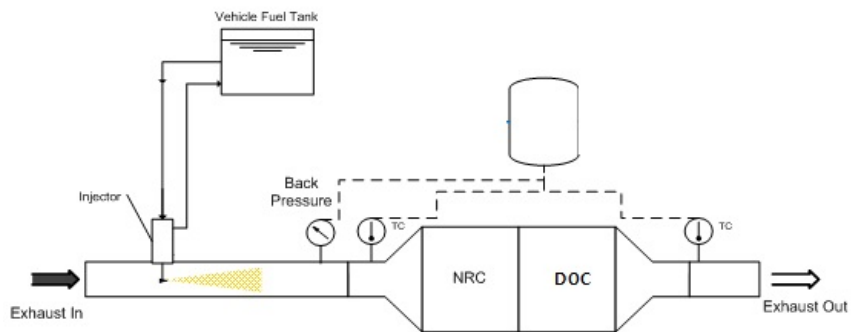 Vehicle Fuel Tank
Injector
Back
Pressure
TC
TC
NRC
DOC
Exhaust In
Exhaust Out